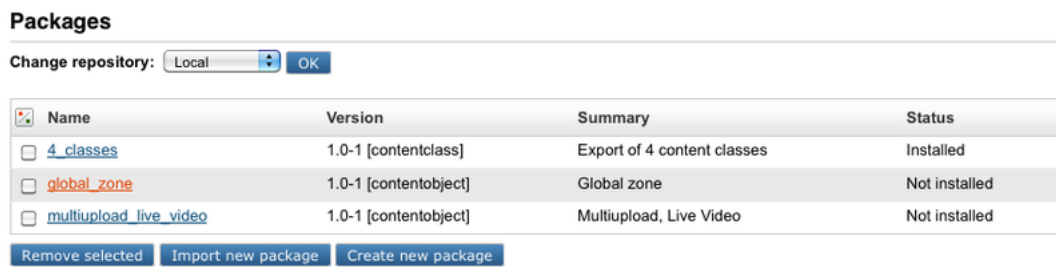 Packages
Change repository: Local OK
Name Version Summary Status
4_classes 1.0-1 [contentclass] Export of 4 content classes Installed
global_zone 1.0-1 [contentobject] Global zone Not installed
multiupload_live_video 1.0-1 [contentobject] Multiupload, Live Video Not installed
Remove selected Import new package Create new package